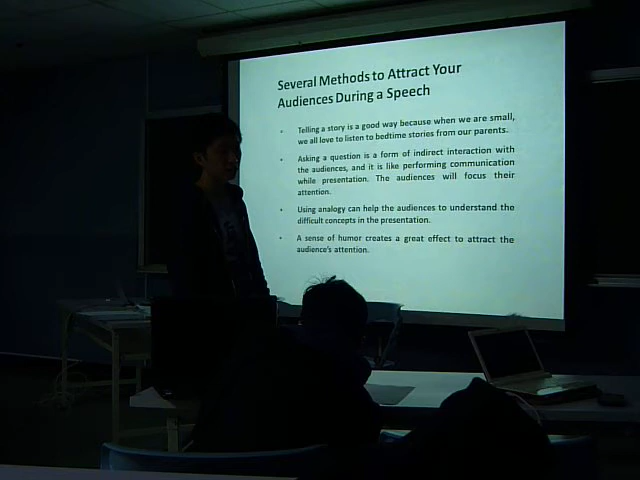 Several Methods to Attract Your
Audiences During a Speech
• Telling a story is a good way because when we are small,
we all love to listen to bedtime stories from our parents.
• Asking a question is a form of indirect interaction with
the audiences, and it is like performing communication
while presentation. The audiences will focus their
attention.
• Using analogy can help the audiences to understand the
difficult concepts in the presentation.
• A sense of humor creates a great effect to attract the
audience's attention.